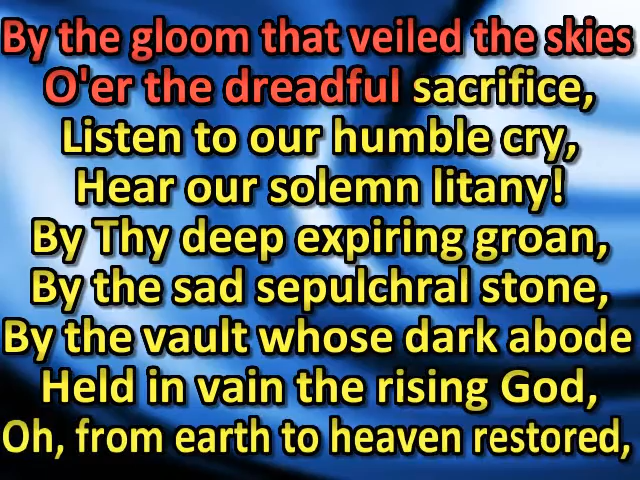 By the gloom that veiled the skies
O'er the dreadful sacrifice,
Listen to our humble cry,
Hear our solemn litany!
By Thy deep expiring groan,
By the sad sepulchral stone,
By the vault whose dark abode
Held in vain the rising God,
Oh, from earth to heaven restored,